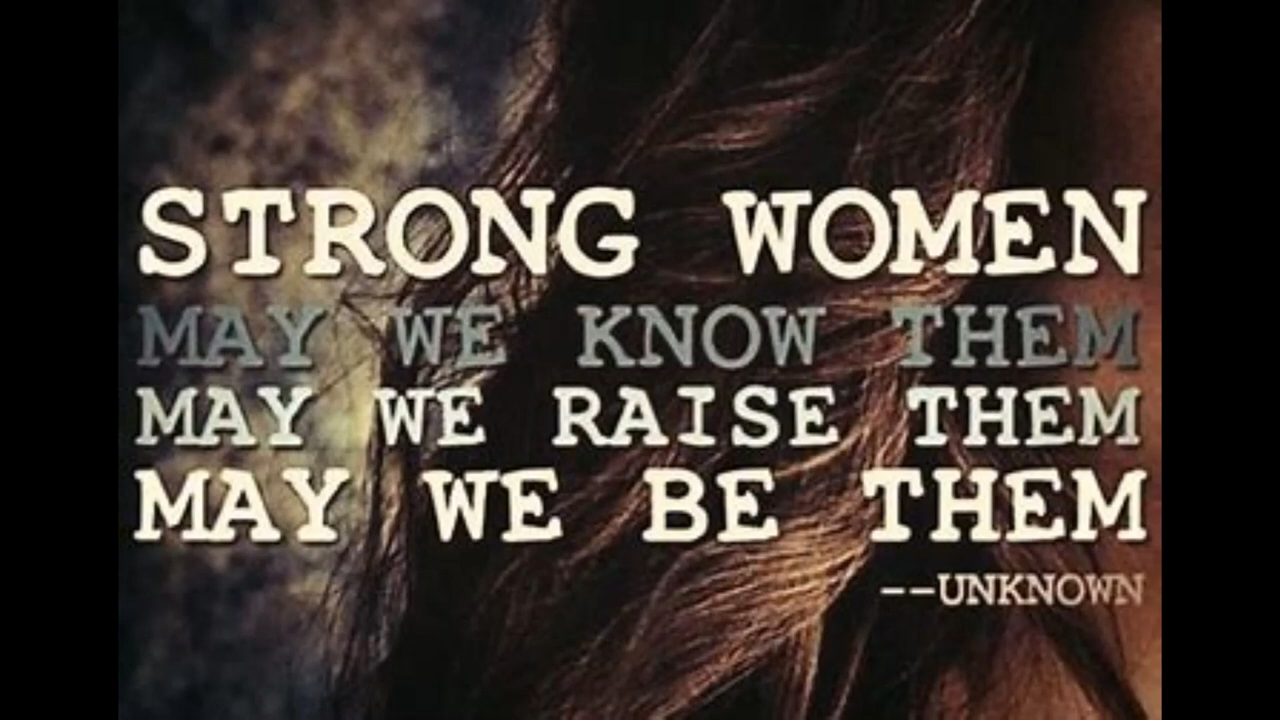 STRONG WOMEN
MAY WE KNOW THEM
MAY WE RAISE THEM
MAY WE BE THEM
--UNKNOWN